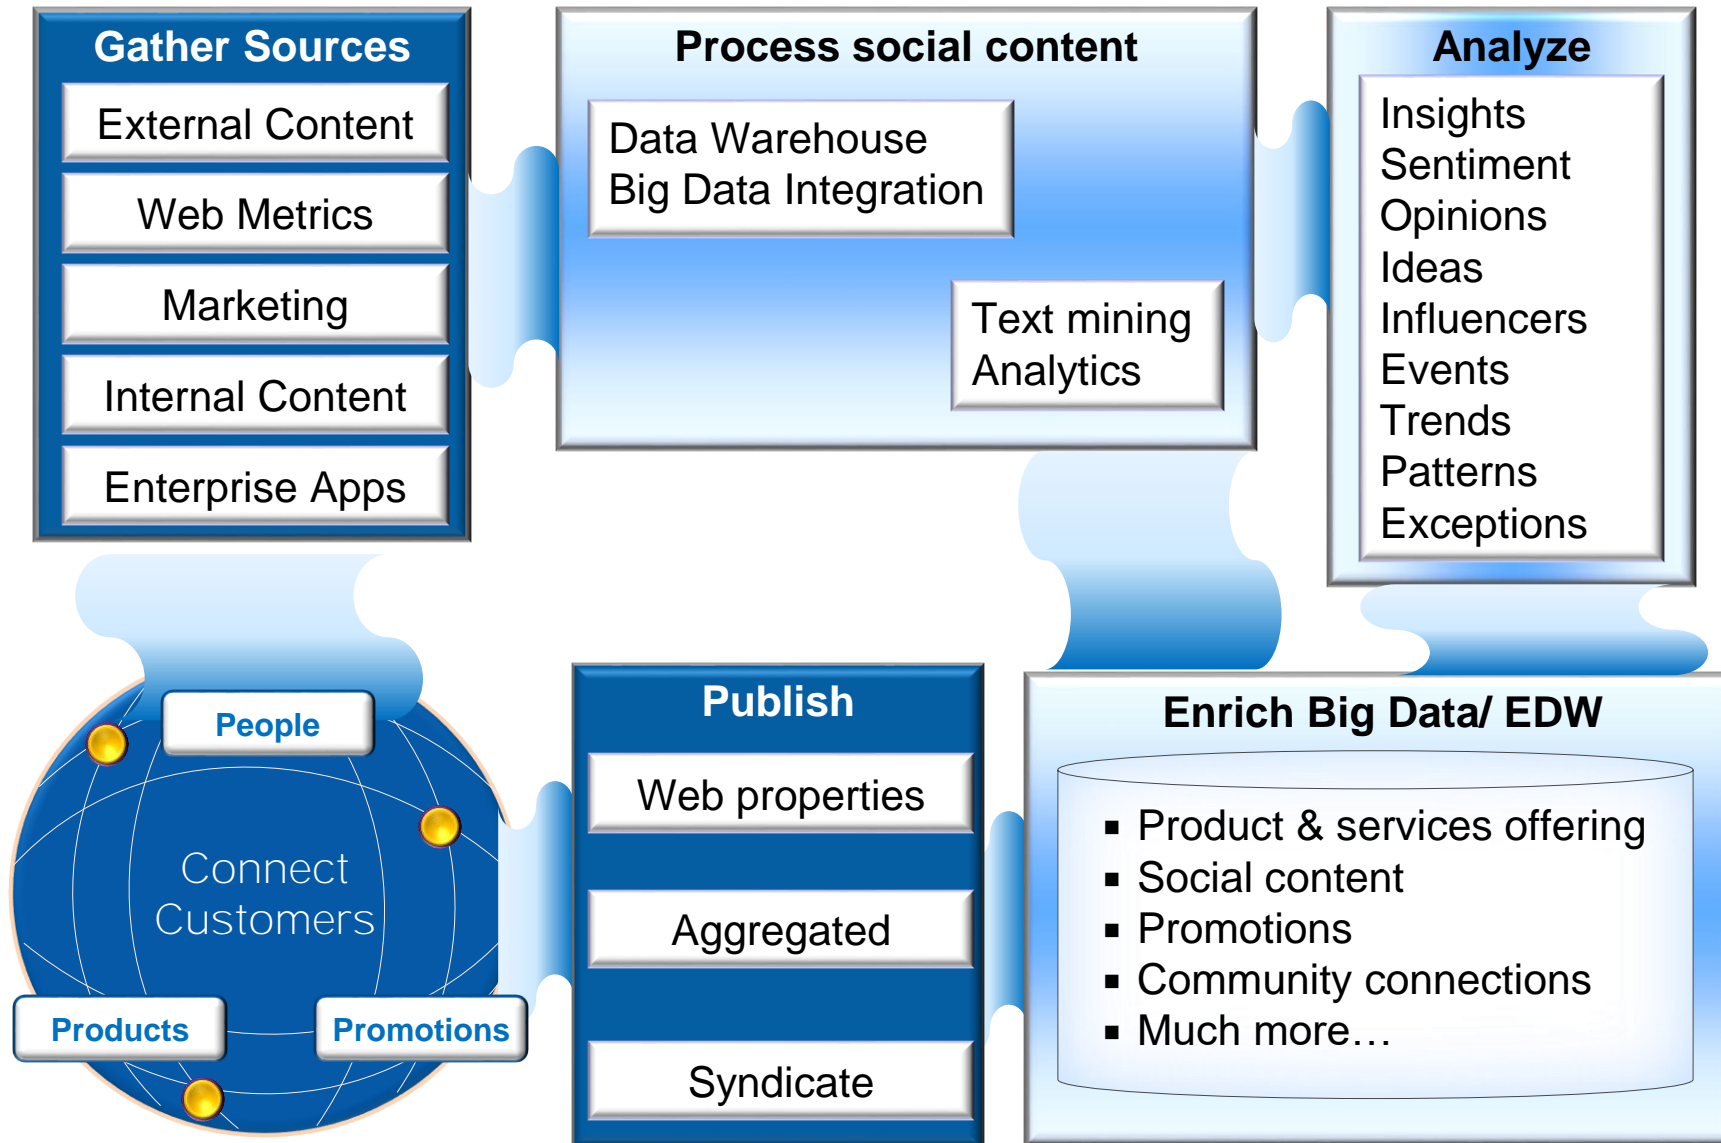 Gather Sources
External Content
Web Metrics
Marketing
Internal Content
Enterprise Apps
Process social content
Data Warehouse
Big Data Integration
Text mining
Analytics
Analyze
Insights
Sentiment
Opinions
Ideas
Influencers
Events
Trends
Patterns
Exceptions
People
Connect
Customers
Products
Promotions
Publish
Web properties
Aggregated
Syndicate
Enrich Big Data/ EDW
▪ Product & services offering
▪ Social content
▪ Promotions
▪ Community connections
▪ Much more…